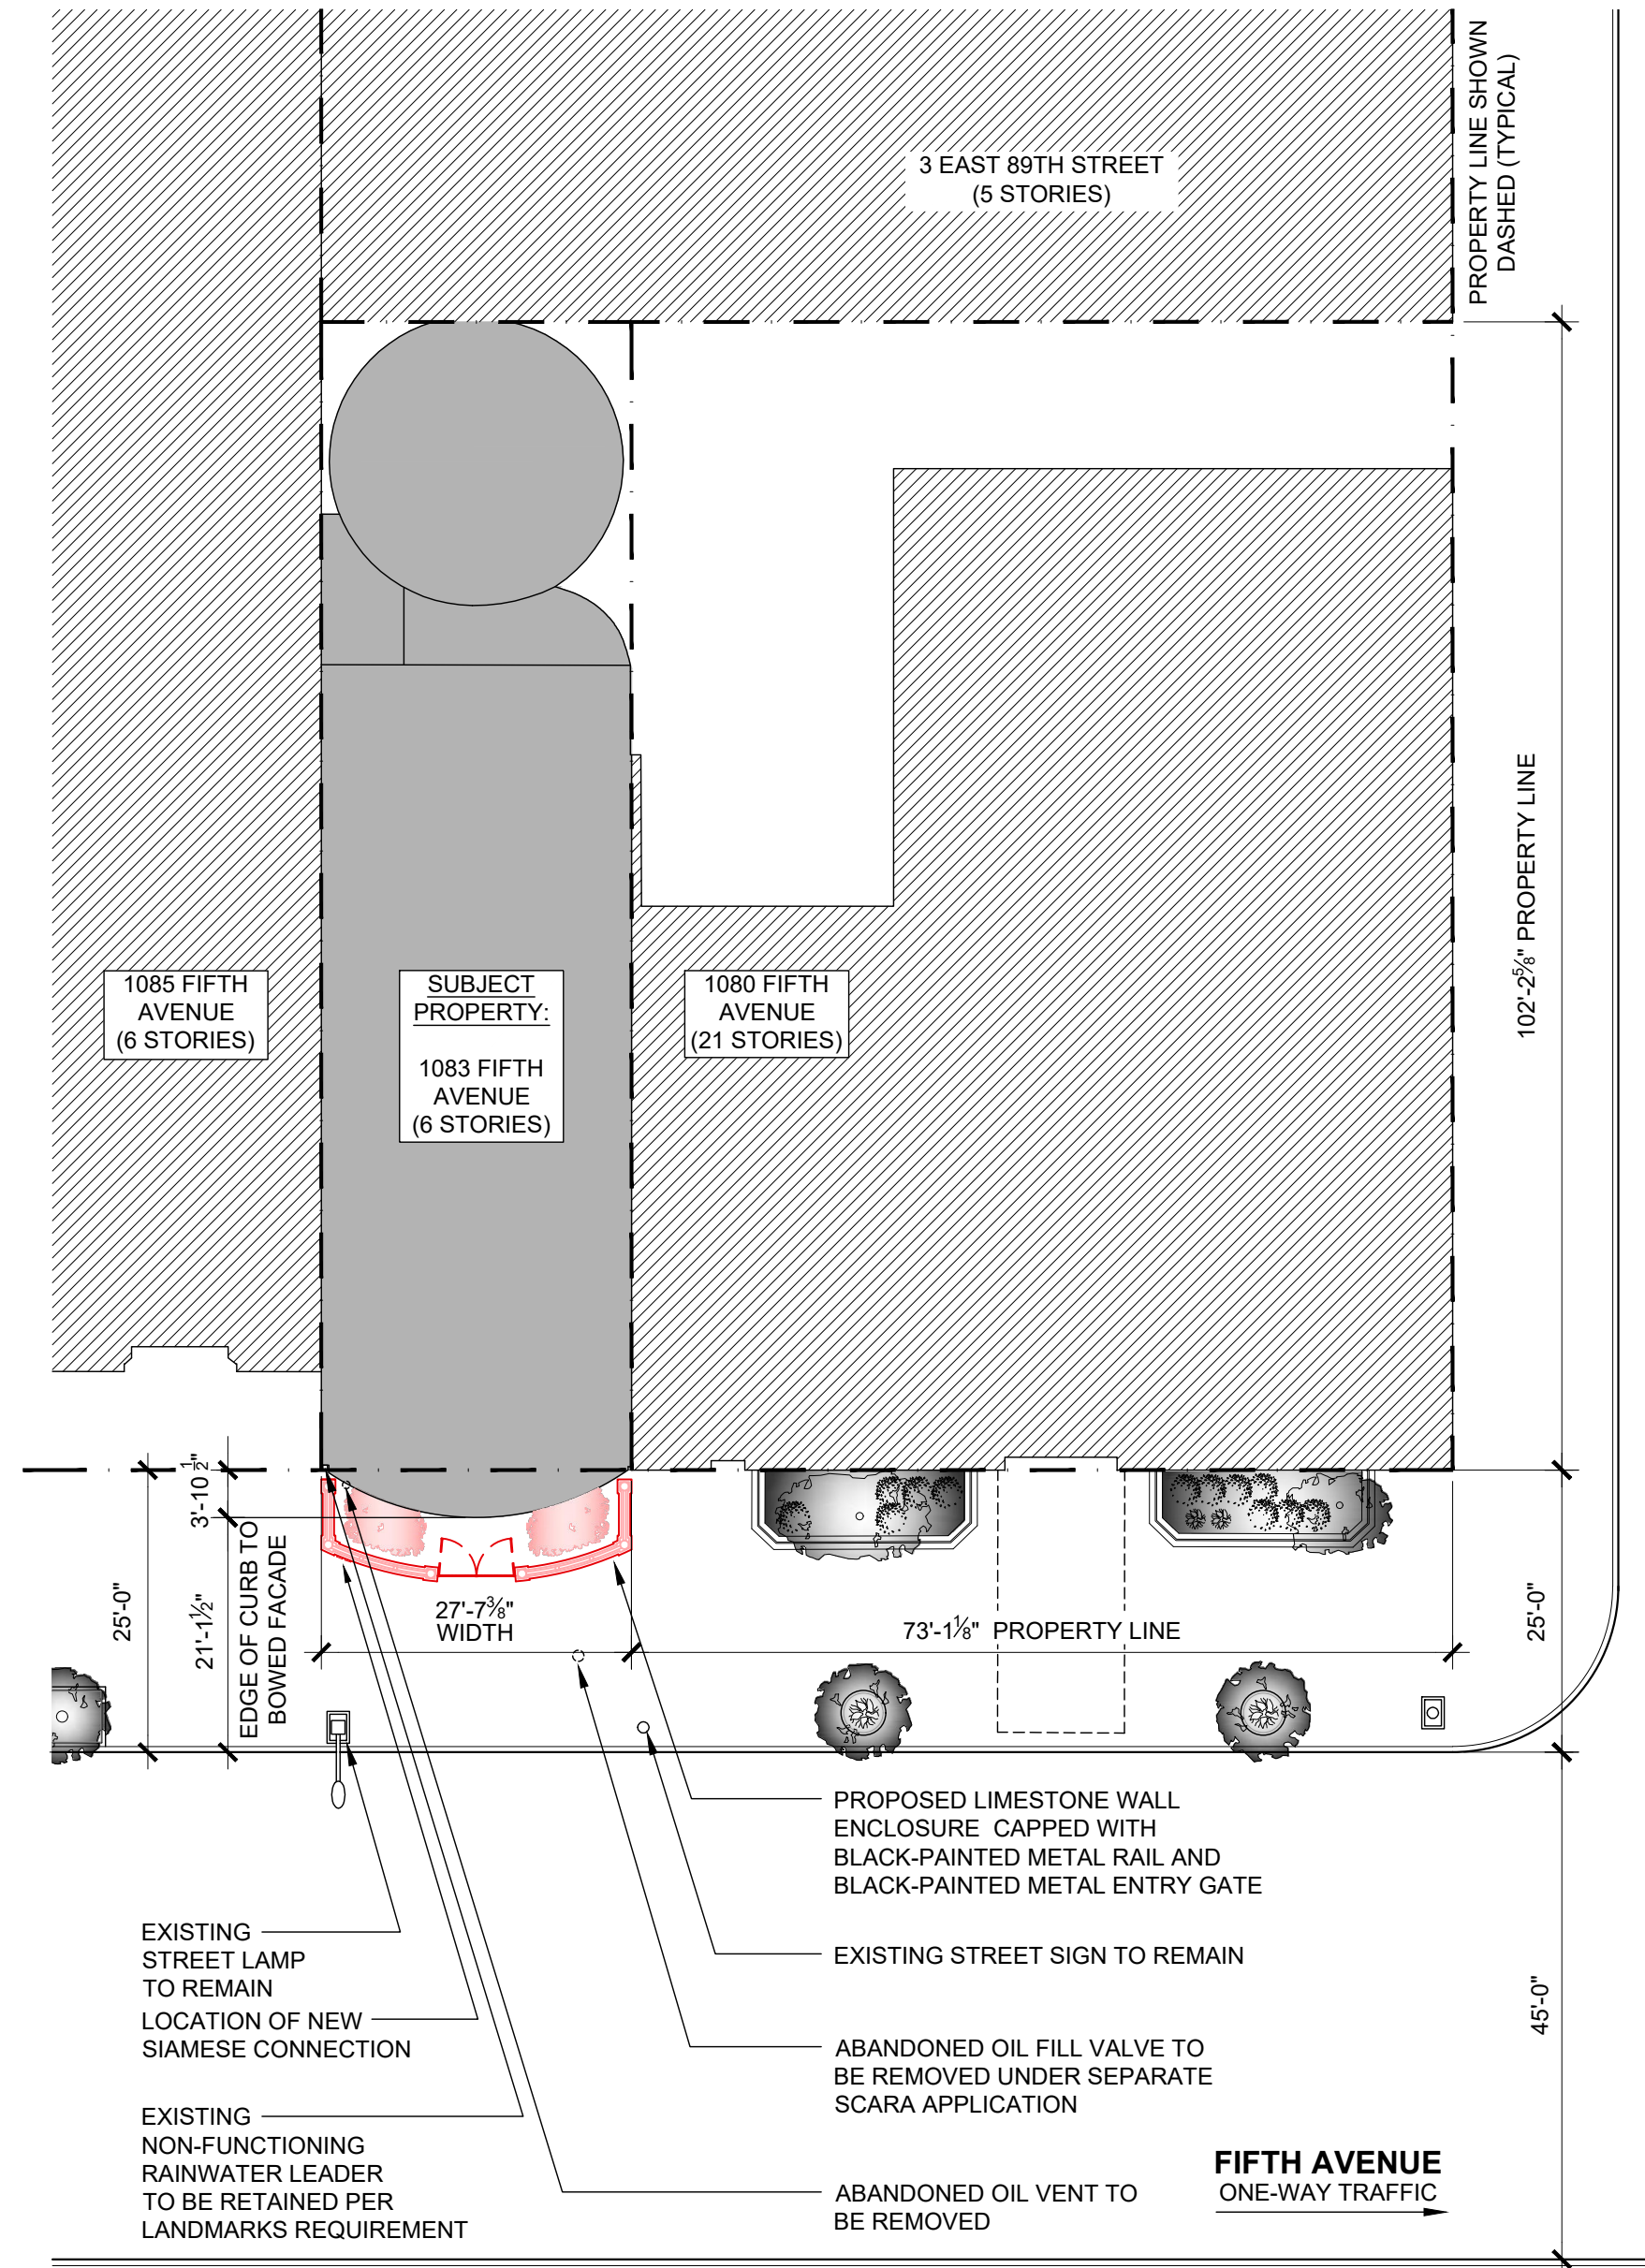 PROPERTY LINE SHOWN
DASHED (TYPICAL)
3 EAST 89TH STREET
(5 STORIES)
102'-2⅝" PROPERTY LINE
1085 FIFTH
AVENUE
(6 STORIES)
SUBJECT
PROPERTY:
1083 FIFTH
AVENUE
(6 STORIES)
1080 FIFTH
AVENUE
(21 STORIES)
3'-10 ½"
25'-0"
21'-1½"
EDGE OF CURB TO
BOWED FACADE
27'-7⅜"
WIDTH
73'-1⅛" PROPERTY LINE
25'-0"
PROPOSED LIMESTONE WALL
ENCLOSURE CAPPED WITH
BLACK-PAINTED METAL RAIL AND
BLACK-PAINTED METAL ENTRY GATE
EXISTING
STREET LAMP
TO REMAIN
EXISTING STREET SIGN TO REMAIN
LOCATION OF NEW
SIAMESE CONNECTION
ABANDONED OIL FILL VALVE TO
BE REMOVED UNDER SEPARATE
SCARA APPLICATION
45'-0"
EXISTING
NON-FUNCTIONING
RAINWATER LEADER
TO BE RETAINED PER
LANDMARKS REQUIREMENT
ABANDONED OIL VENT TO
BE REMOVED
FIFTH AVENUE
ONE-WAY TRAFFIC